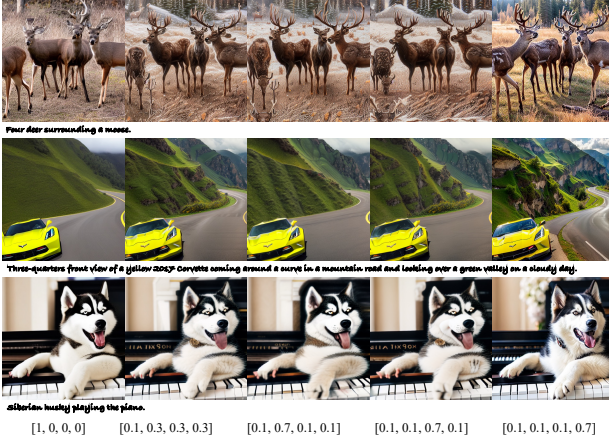 Four deer surrounding a moose.
Three-quarters front view of a yellow 2017 Corvette coming around a curve in a mountain road and looking over a green valley on a cloudy day.
Siberian husky playing the piano.
[1, 0, 0, 0] [0.1, 0.3, 0.3, 0.3] [0.1, 0.7, 0.1, 0.1] [0.1, 0.1, 0.7, 0.1] [0.1, 0.1, 0.1, 0.7]